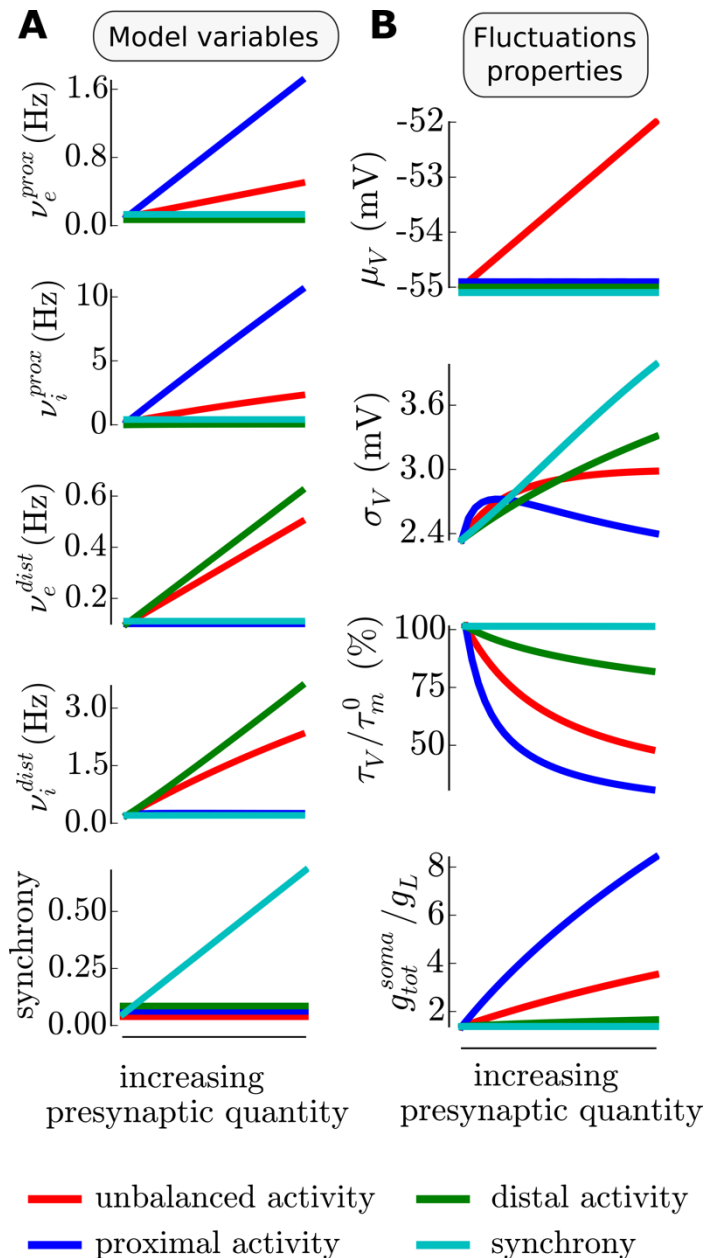 A
Model variables
B
Fluctuations
properties
ν_e^{prox} (Hz)
1.6
0.8
0.0
ν_i^{prox} (Hz)
10
5
0
ν_e^{dist} (Hz)
0.6
0.4
0.2
ν_i^{dist} (Hz)
3.0
1.5
0.0
synchrony
0.50
0.25
0.00
increasing
presynaptic quantity
μ_V (mV)
-52
-53
-54
-55
σ_V (mV)
3.6
3.0
2.4
τ_V/τ_m^0 (%)
100
75
50
g_{tot}^{soma}/g_L
8
6
4
2
increasing
presynaptic quantity
unbalanced activity
distal activity
proximal activity
synchrony